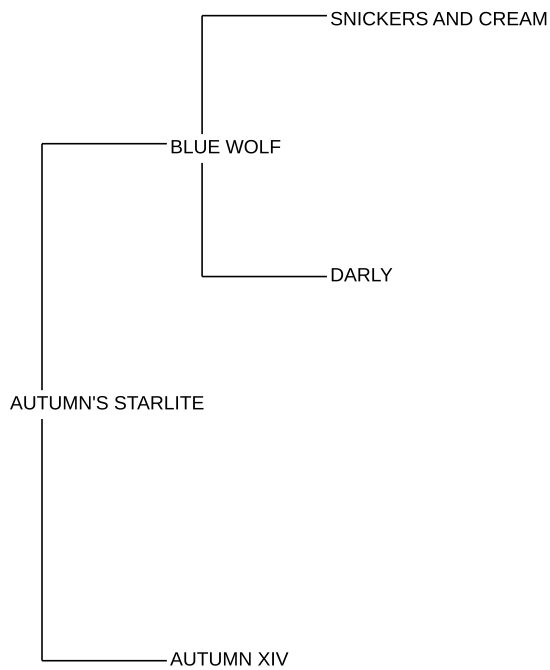 SNICKERS AND CREAM
BLUE WOLF
DARLY
AUTUMN'S STARLITE
AUTUMN XIV